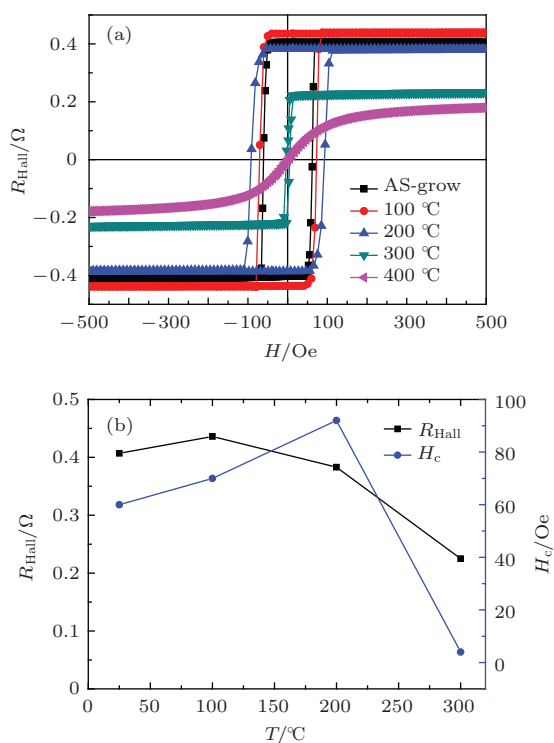 (a)
R_Hall/Ω
0.4
0.2
0
−0.2
−0.4
AS-grow
100 ℃
200 ℃
300 ℃
400 ℃
−500 −300 −100 100 300 500
H/Oe
(b)
R_Hall/Ω
0.5
0.4
0.3
0.2
0.1
0
R_Hall
H_c
100
80
60
40
20
0
H_c/Oe
0 50 100 150 200 250 300
T/℃